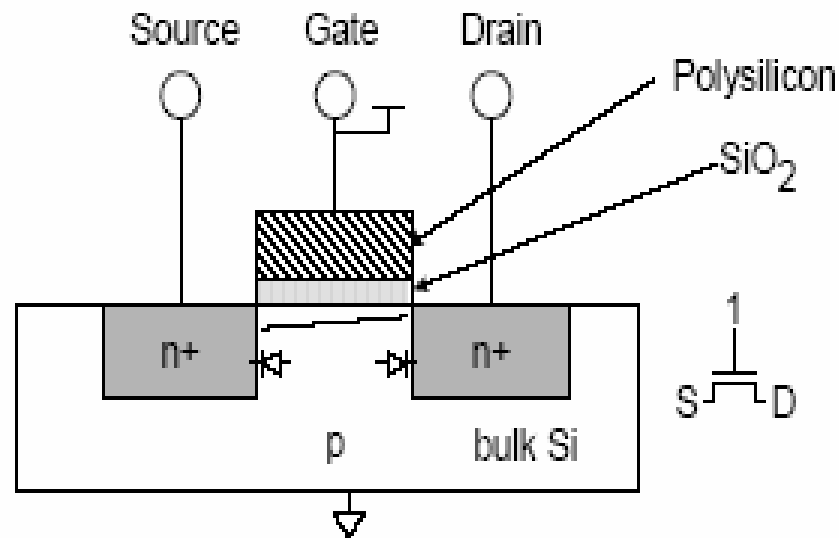 Source Gate Drain
Polysilicon
SiO2
1
n+ n+
S D
p bulk Si